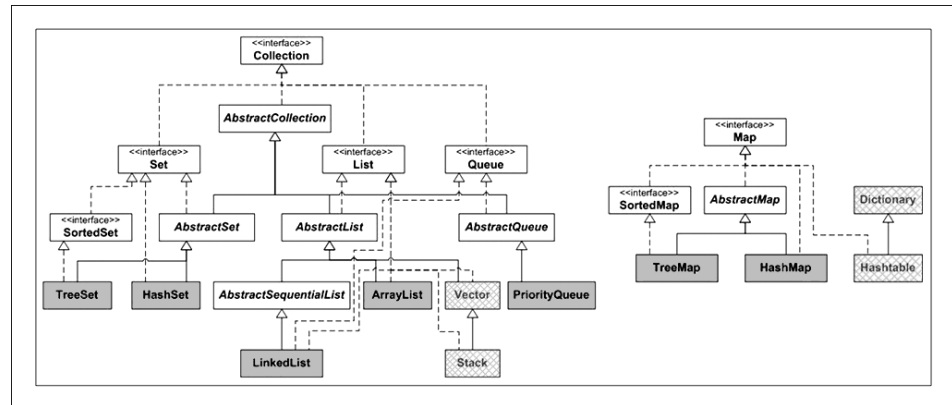 <<interface>>
Collection
AbstractCollection
<<interface>>
Set
<<interface>>
List
<<interface>>
Queue
<<interface>>
Map
<<interface>>
SortedSet
AbstractSet
AbstractList
AbstractQueue
<<interface>>
SortedMap
AbstractMap
Dictionary
TreeSet
HashSet
AbstractSequentialList
ArrayList
Vector
PriorityQueue
TreeMap
HashMap
Hashtable
LinkedList
Stack